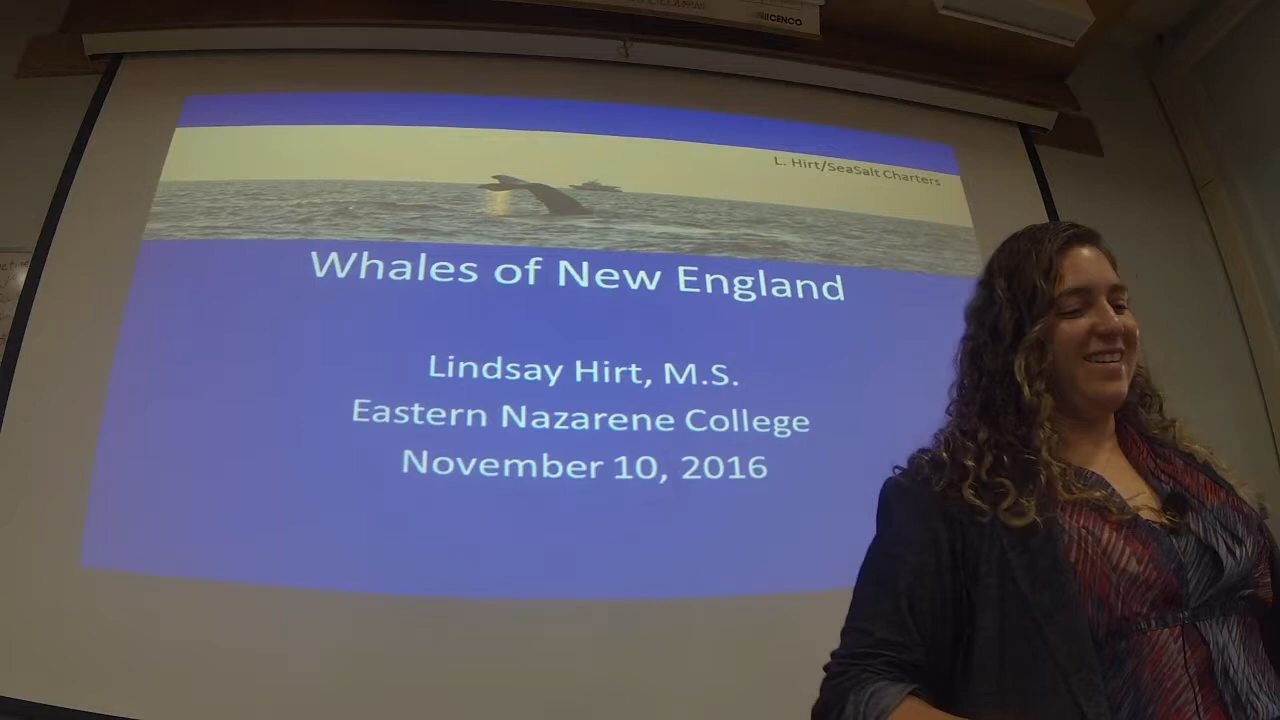 CENCO
L. Hirt/SeaSalt Charters
Whales of New England
Lindsay Hirt, M.S.
Eastern Nazarene College
November 10, 2016